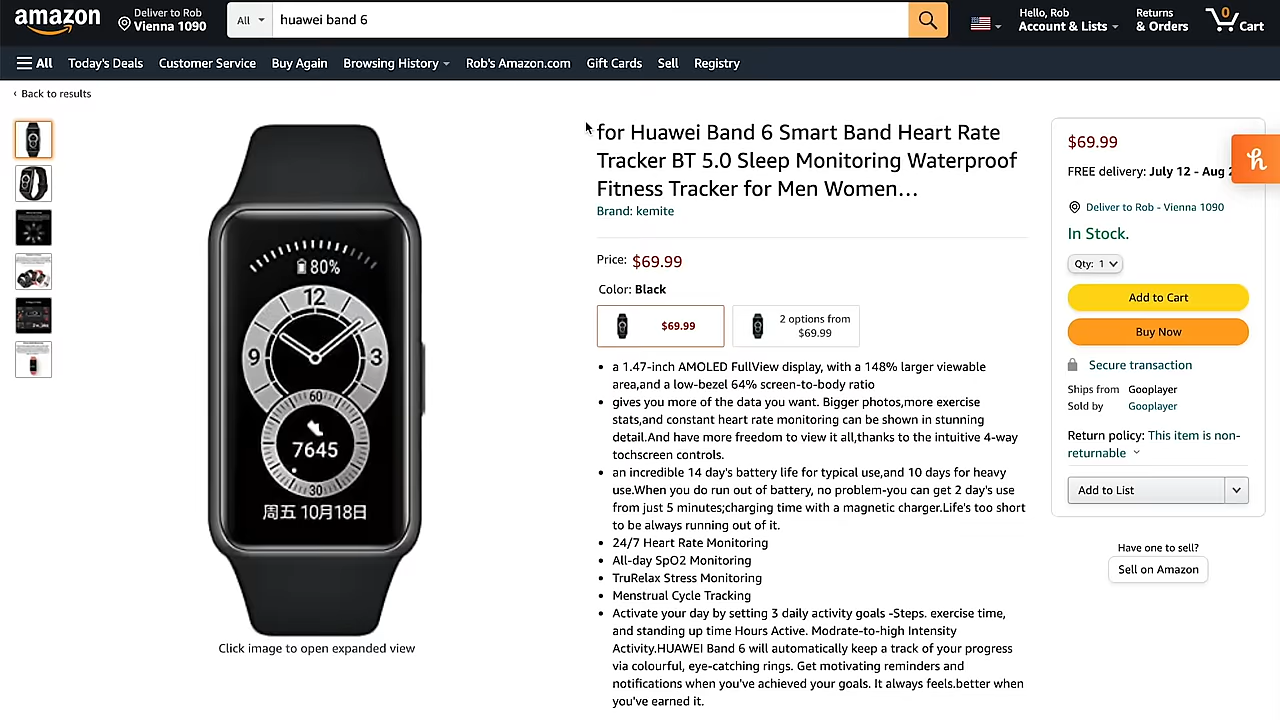 amazon
Deliver to Rob
Vienna 1090
All
huawei band 6
Hello, Rob
Account & Lists
Returns
& Orders
0
Cart
All
Today's Deals
Customer Service
Buy Again
Browsing History
Rob's Amazon.com
Gift Cards
Sell
Registry
‹ Back to results
80%
12
9
3
60
7645
30
周五 10月18日
Click image to open expanded view
for Huawei Band 6 Smart Band Heart Rate
Tracker BT 5.0 Sleep Monitoring Waterproof
Fitness Tracker for Men Women…
Brand: kemite
Price: $69.99
Color: Black
$69.99
2 options from
$69.99
• a 1.47-inch AMOLED FullView display, with a 148% larger viewable
area,and a low-bezel 64% screen-to-body ratio
• gives you more of the data you want. Bigger photos,more exercise
stats,and constant heart rate monitoring can be shown in stunning
detail.And have more freedom to view it all,thanks to the intuitive 4-way
tochscreen controls.
• an incredible 14 day's battery life for typical use,and 10 days for heavy
use.When you do run out of battery, no problem-you can get 2 day's use
from just 5 minutes;charging time with a magnetic charger.Life's too short
to be always running out of it.
• 24/7 Heart Rate Monitoring
• All-day SpO2 Monitoring
• TruRelax Stress Monitoring
• Menstrual Cycle Tracking
• Activate your day by setting 3 daily activity goals -Steps. exercise time,
and standing up time Hours Active. Modrate-to-high Intensity
Activity.HUAWEI Band 6 will automatically keep a track of your progress
via colourful, eye-catching rings. Get motivating reminders and
notifications when you've achieved your goals. It always feels.better when
you've earned it.
$69.99
FREE delivery: July 12 - Aug 2
h
Deliver to Rob - Vienna 1090
In Stock.
Qty: 1
Add to Cart
Buy Now
Secure transaction
Ships from Gooplayer
Sold by Gooplayer
Return policy: This item is non-
returnable
Add to List
Have one to sell?
Sell on Amazon